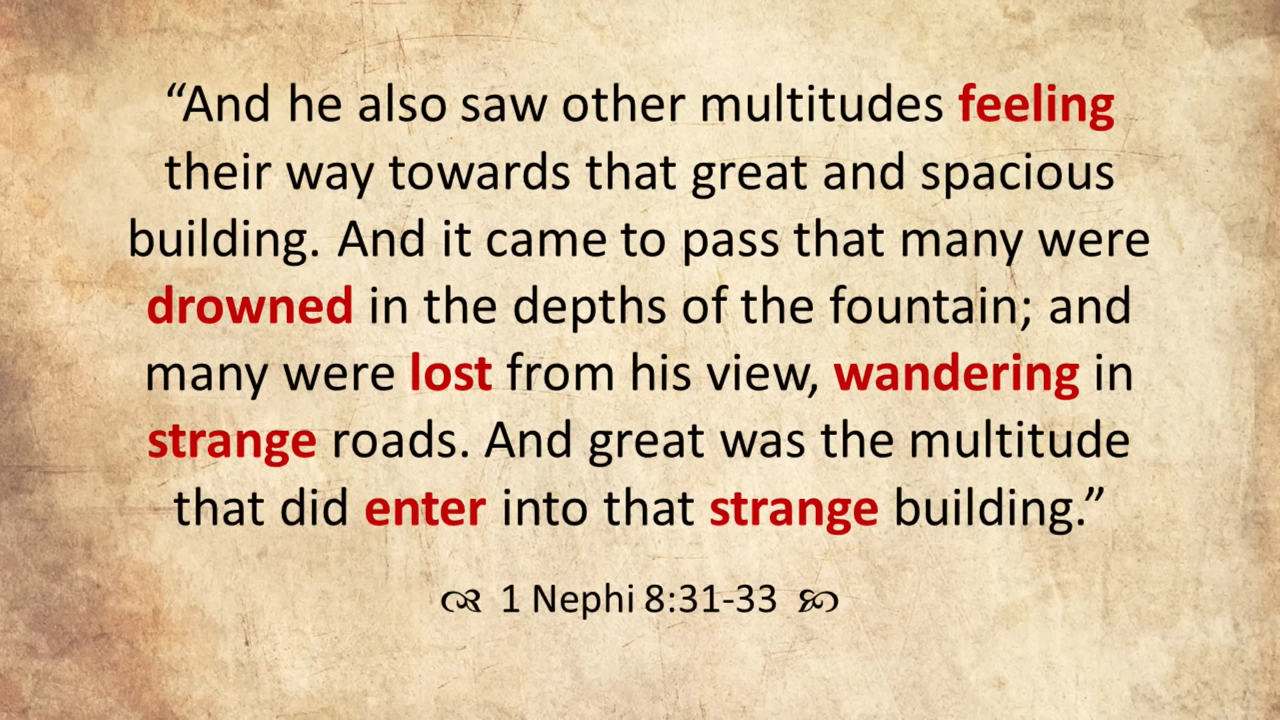 “And he also saw other multitudes feeling
their way towards that great and spacious
building. And it came to pass that many were
drowned in the depths of the fountain; and
many were lost from his view, wandering in
strange roads. And great was the multitude
that did enter into that strange building.”
1 Nephi 8:31-33